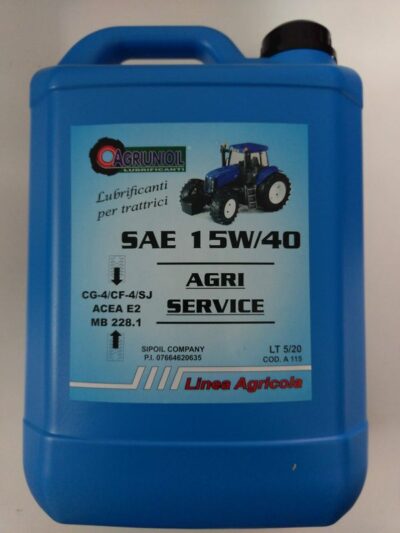 AGRUNOIL
LUBRIFICANTI
Lubrificanti
per trattrici
SAE 15W/40
AGRI
SERVICE
CG-4/CF-4/SJ
ACEA E2
MB 228.1
SIPOIL COMPANY
P.I. 07664620635
LT 5/20
COD. A 115
Linea Agricola